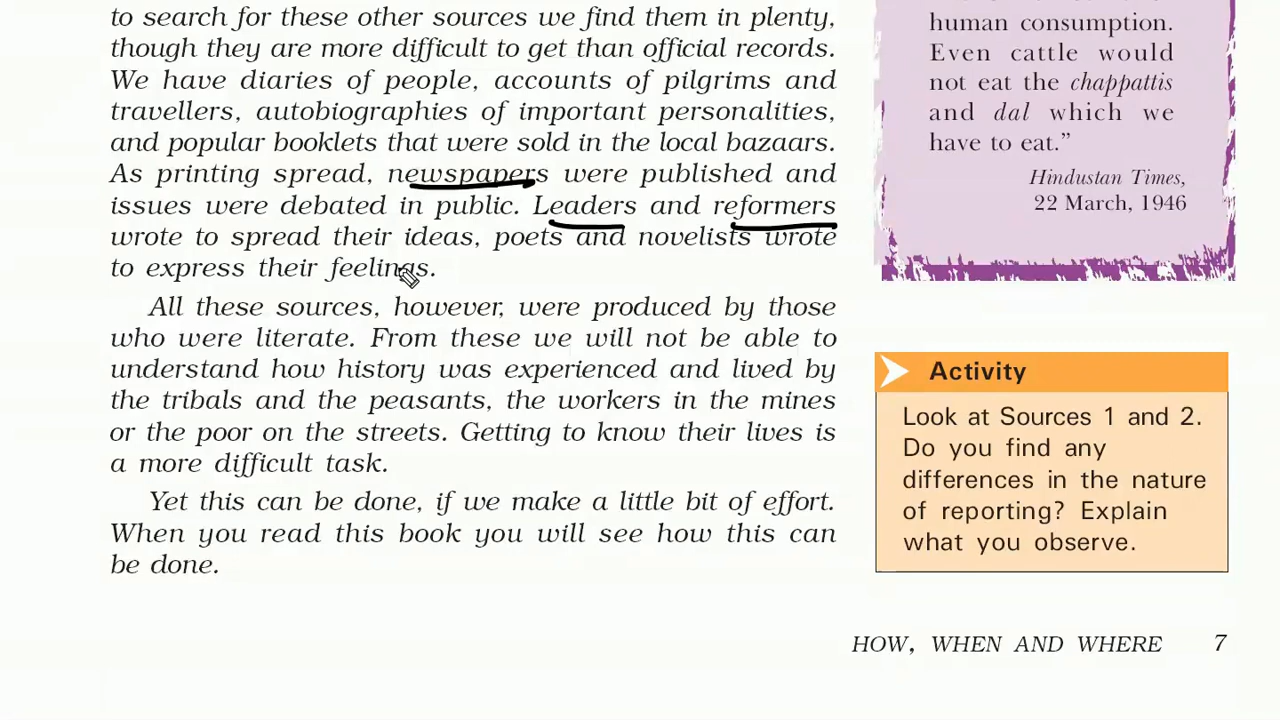 to search for these other sources we find them in plenty,
though they are more difficult to get than official records.
We have diaries of people, accounts of pilgrims and
travellers, autobiographies of important personalities,
and popular booklets that were sold in the local bazaars.
As printing spread, newspapers were published and
issues were debated in public. Leaders and reformers
wrote to spread their ideas, poets and novelists wrote
to express their feelings.
All these sources, however, were produced by those
who were literate. From these we will not be able to
understand how history was experienced and lived by
the tribals and the peasants, the workers in the mines
or the poor on the streets. Getting to know their lives is
a more difficult task.
Yet this can be done, if we make a little bit of effort.
When you read this book you will see how this can
be done.
human consumption.
Even cattle would
not eat the chappattis
and dal which we
have to eat.”
Hindustan Times,
22 March, 1946
Activity
Look at Sources 1 and 2.
Do you find any
differences in the nature
of reporting? Explain
what you observe.
HOW, WHEN AND WHERE 7